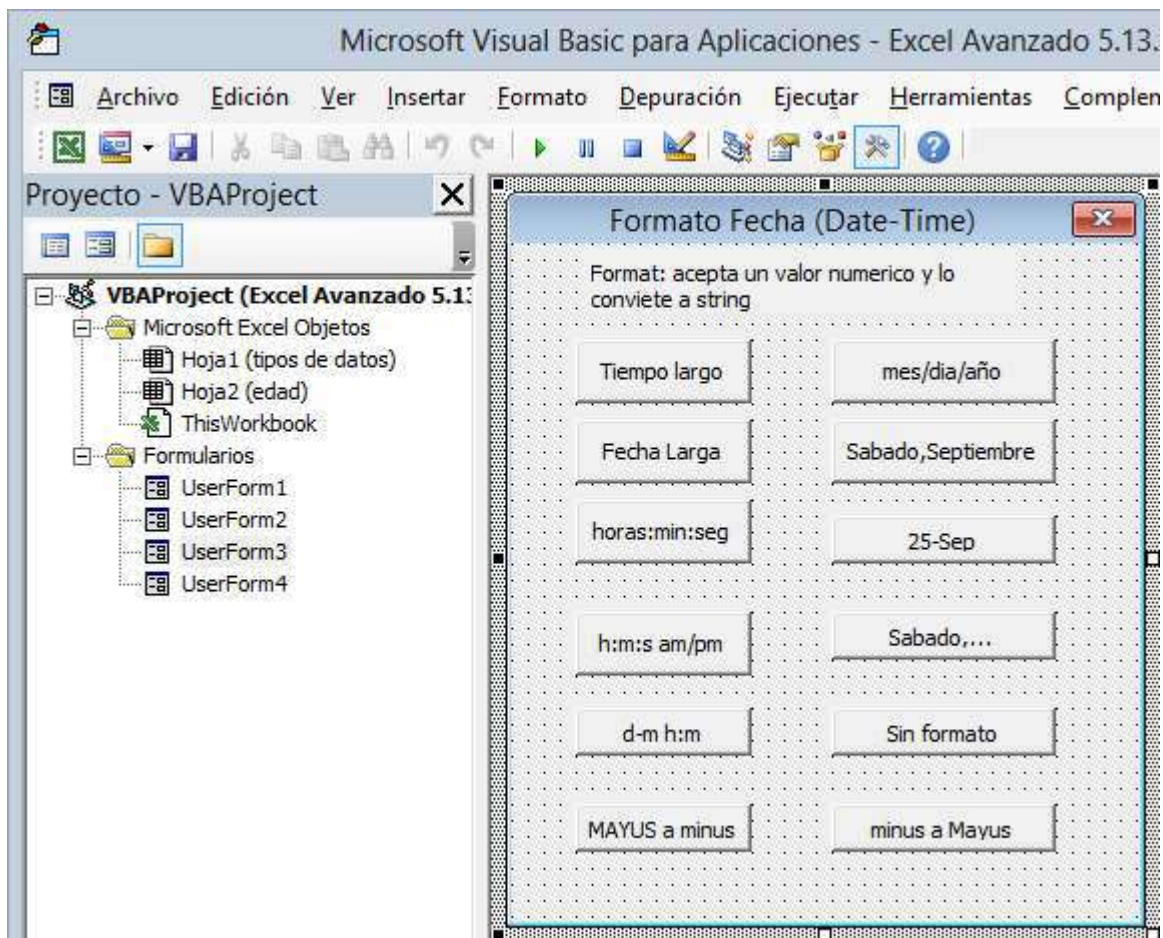 Microsoft Visual Basic para Aplicaciones - Excel Avanzado 5.13.
Archivo Edición Ver Insertar Formato Depuración Ejecutar Herramientas Complem
Proyecto - VBAProject
VBAProject (Excel Avanzado 5.13
Microsoft Excel Objetos
Hoja1 (tipos de datos)
Hoja2 (edad)
ThisWorkbook
Formularios
UserForm1
UserForm2
UserForm3
UserForm4
Formato Fecha (Date-Time)
Format: acepta un valor numerico y lo
conviete a string
Tiempo largo
mes/dia/año
Fecha Larga
Sabado,Septiembre
horas:min:seg
25-Sep
h:m:s am/pm
Sabado,...
d-m h:m
Sin formato
MAYUS a minus
minus a Mayus